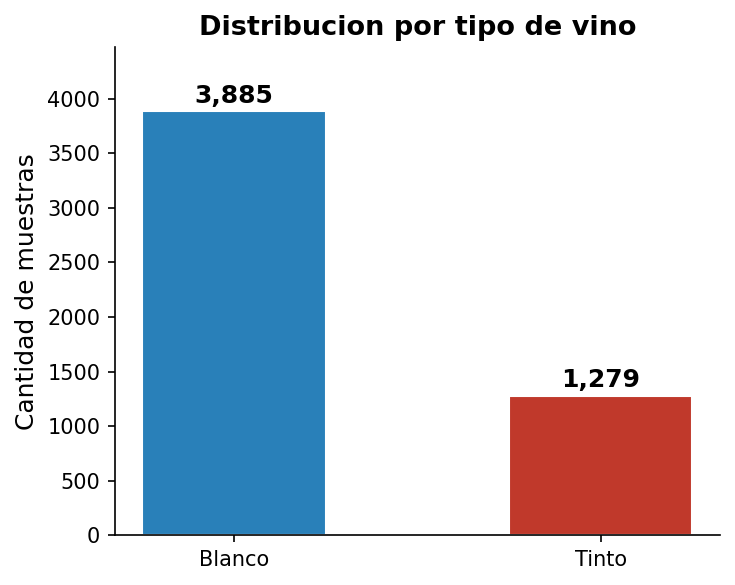 Distribucion por tipo de vino
Cantidad de muestras
4000
3500
3000
2500
2000
1500
1000
500
0
3,885
1,279
Blanco
Tinto